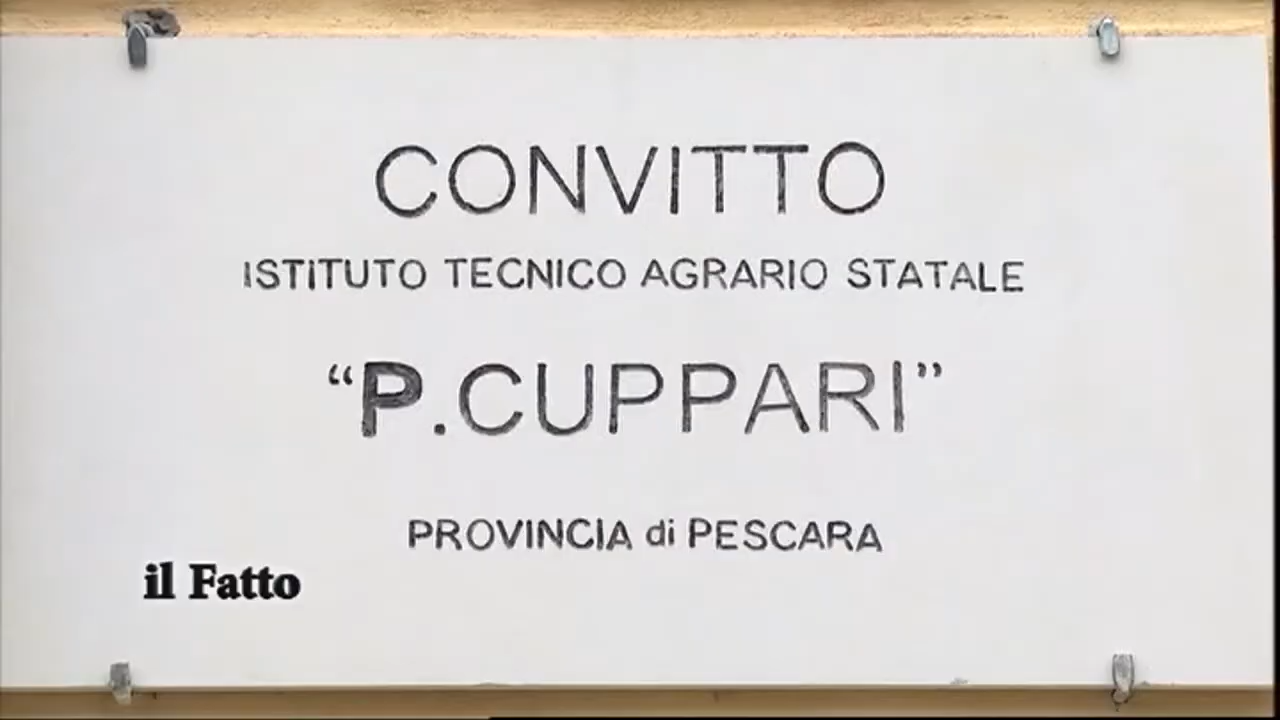 CONVITTO
ISTITUTO TECNICO AGRARIO STATALE
“P. CUPPARI”
PROVINCIA di PESCARA
il Fatto